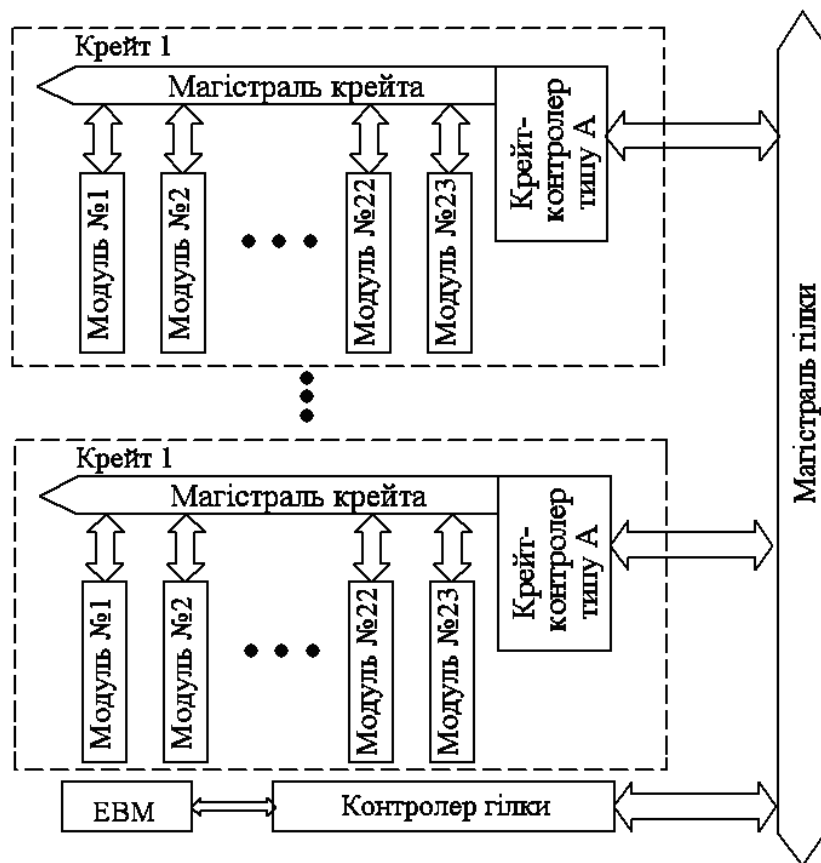 Крейт 1
Магістраль крейта
Крейт-
контролер
типу А
Модуль №1
Модуль №2
Модуль №22
Модуль №23
Магістраль гілки
Крейт 1
Магістраль крейта
Крейт-
контролер
типу А
Модуль №1
Модуль №2
Модуль №22
Модуль №23
ЕВМ
Контролер гілки